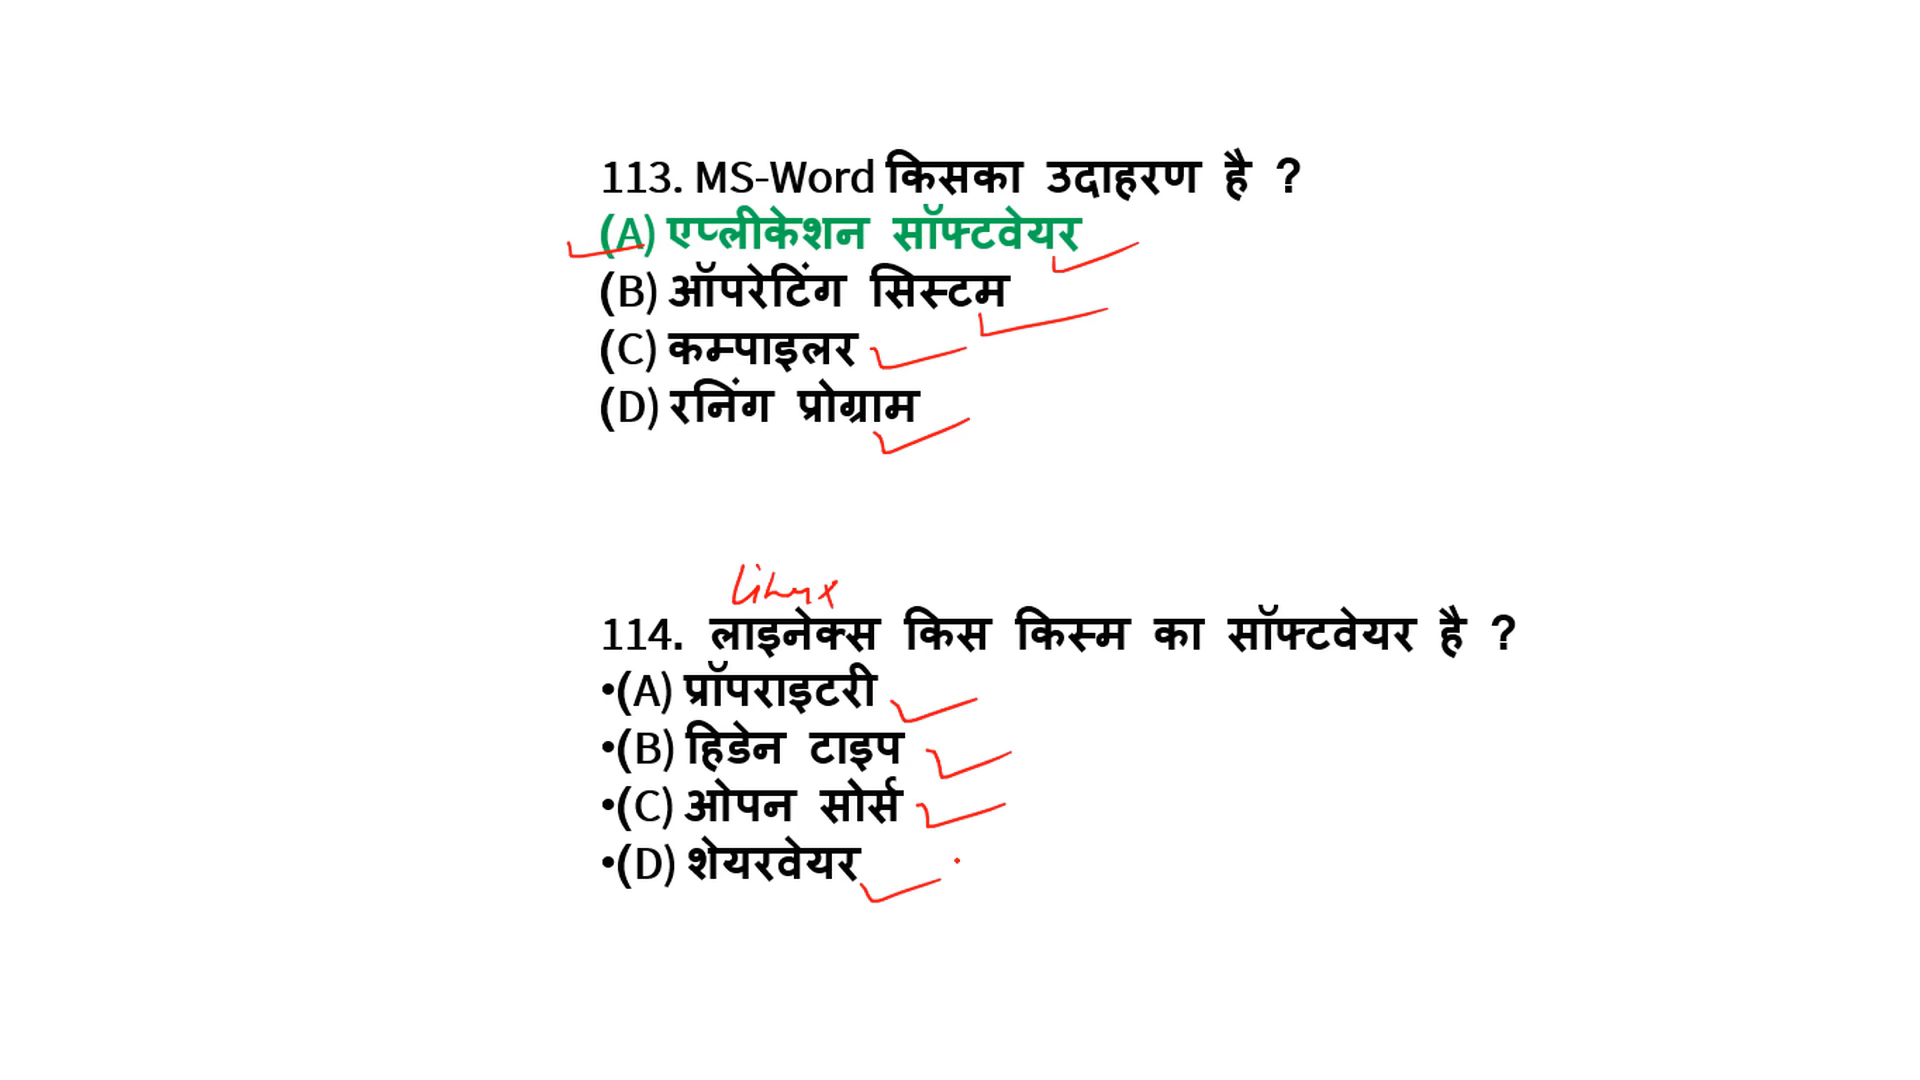 113. MS-Word किसका उदाहरण है ?
(A) एप्लीकेशन सॉफ्टवेयर
(B) ऑपरेटिंग सिस्टम
(C) कम्पाइलर
(D) रनिंग प्रोग्राम
Linux
114. लाइनेक्स किस किस्म का सॉफ्टवेयर है ?
•(A) प्रॉपराइटरी
•(B) हिडेन टाइप
•(C) ओपन सोर्स
•(D) शेयरवेयर